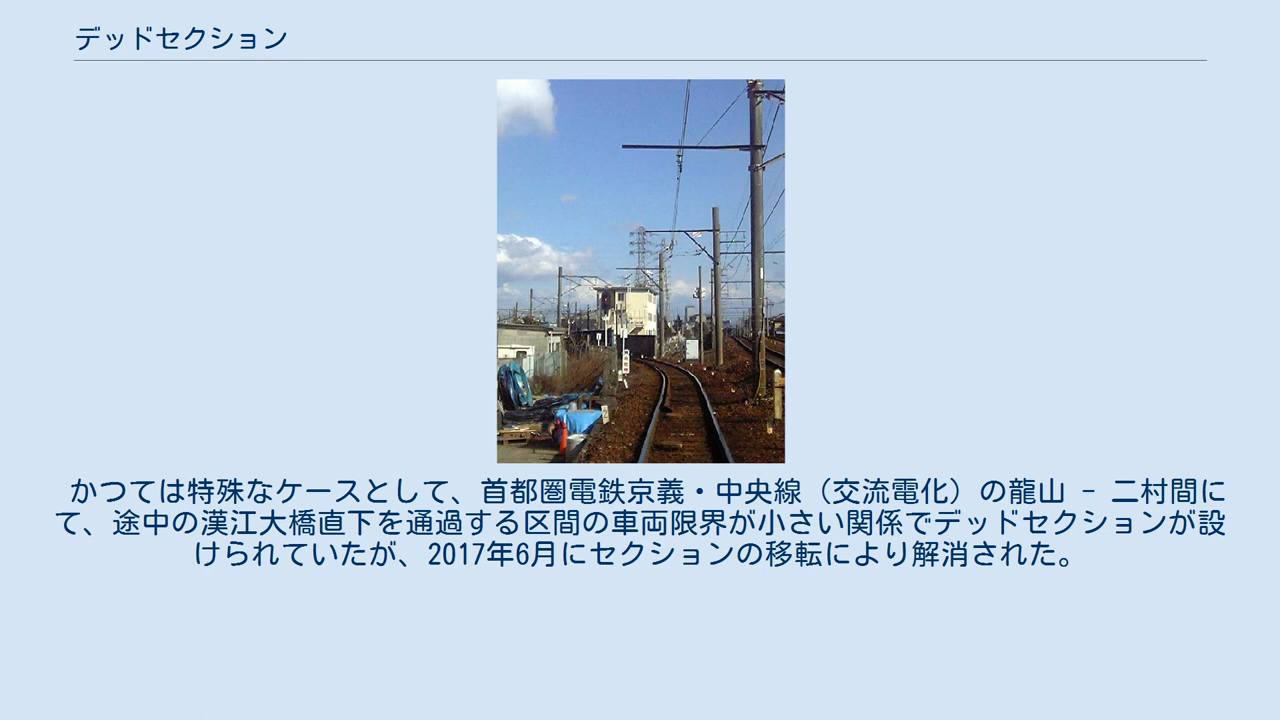 デッドセクション
かつては特殊なケースとして、首都圏電鉄京義・中央線（交流電化）の龍山 - 二村間に
て、途中の漢江大橋直下を通過する区間の車両限界が小さい関係でデッドセクションが設
けられていたが、2017年6月にセクションの移転により解消された。